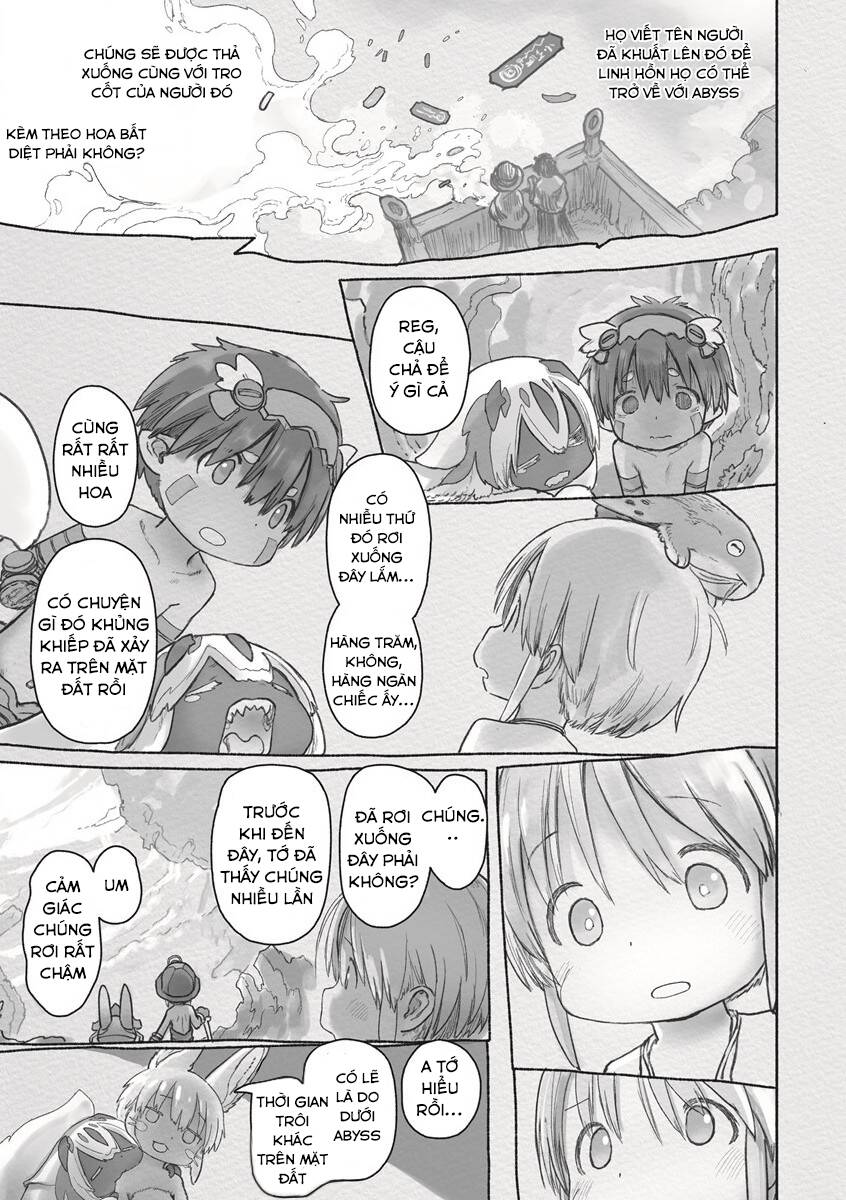 HỌ VIẾT TÊN NGƯỜI
ĐÃ KHUẤT LÊN ĐÓ ĐỂ
LINH HỒN HỌ CÓ THỂ
TRỞ VỀ VỚI ABYSS
CHÚNG SẼ ĐƯỢC THẢ
XUỐNG CÙNG VỚI TRO
CỐT CỦA NGƯỜI ĐÓ
KÈM THEO HOA BẤT
DIỆT PHẢI KHÔNG?
REG,
CẬU
CHẢ ĐỂ
Ý GÌ CẢ
CÓ
NHIỀU THỨ
ĐÓ RƠI
XUỐNG
ĐÂY LẮM...
HÀNG TRĂM,
KHÔNG,
HÀNG NGÀN
CHIẾC ẤY...
CÙNG
RẤT RẤT
NHIỀU
HOA
CÓ CHUYỆN
GÌ ĐÓ KHỦNG
KHIẾP ĐÃ XẢY
RA TRÊN MẶT
ĐẤT RỒI
CHÚNG.
..
ĐÃ RƠI
XUỐNG
ĐÂY PHẢI
KHÔNG?
TRƯỚC
KHI ĐẾN
ĐÂY, TỚ ĐÃ
THẤY CHÚNG
NHIỀU LẦN
UM
CẢM
GIÁC
CHÚNG
RƠI RẤT
CHẬM
A TỚ
HIỂU
RỒI...
CÓ LẼ
LÀ DO
DƯỚI
ABYSS
THỜI GIAN
TRÔI
KHÁC
TRÊN MẶT
ĐẤT